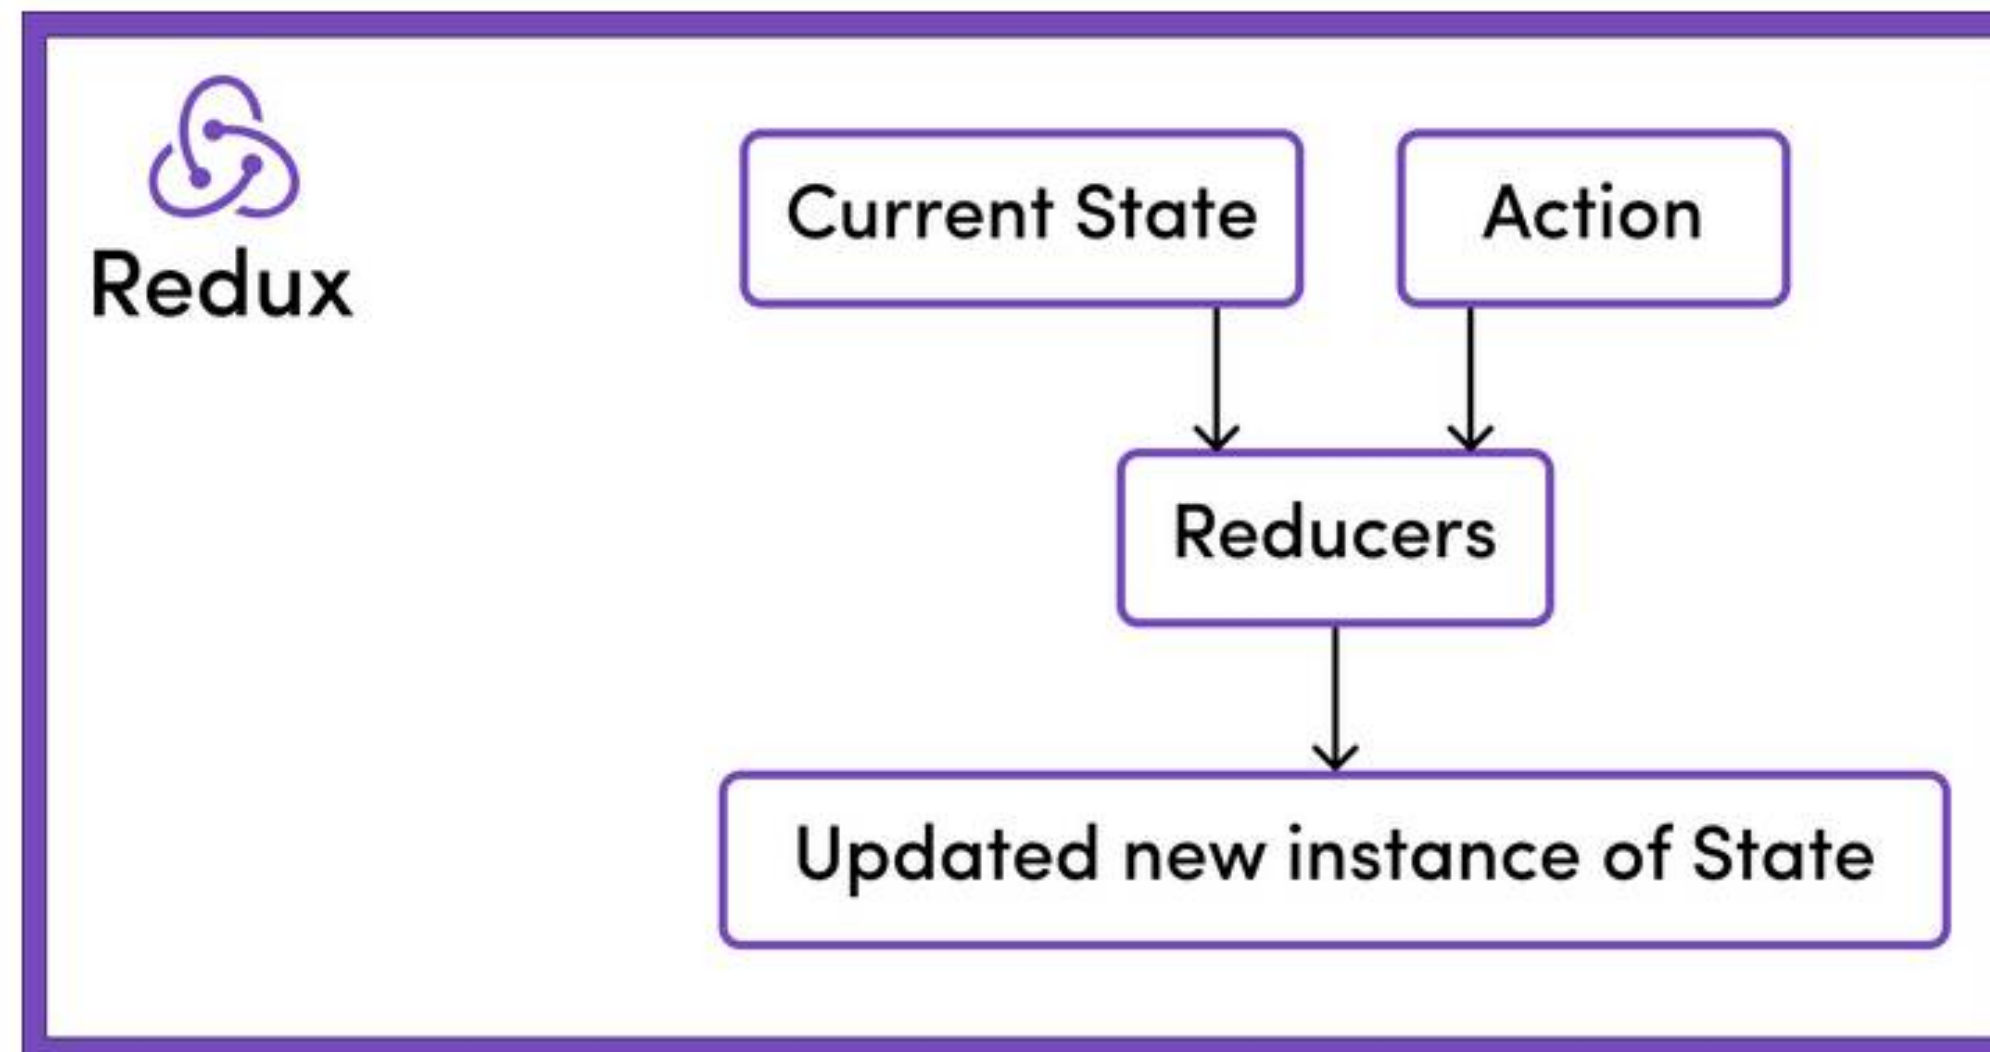 Redux
Current State
Action
Reducers
Updated new instance of State